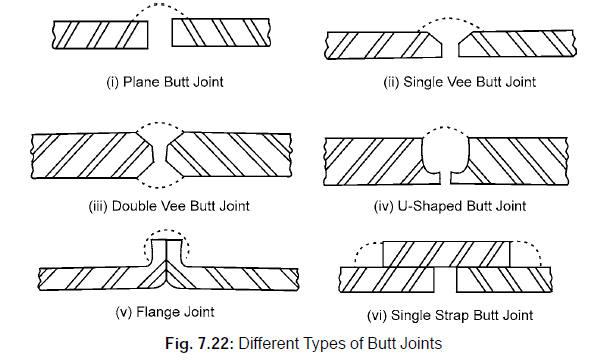 (i) Plane Butt Joint
(ii) Single Vee Butt Joint
(iii) Double Vee Butt Joint
(iv) U-Shaped Butt Joint
(v) Flange Joint
(vi) Single Strap Butt Joint
Fig. 7.22: Different Types of Butt Joints